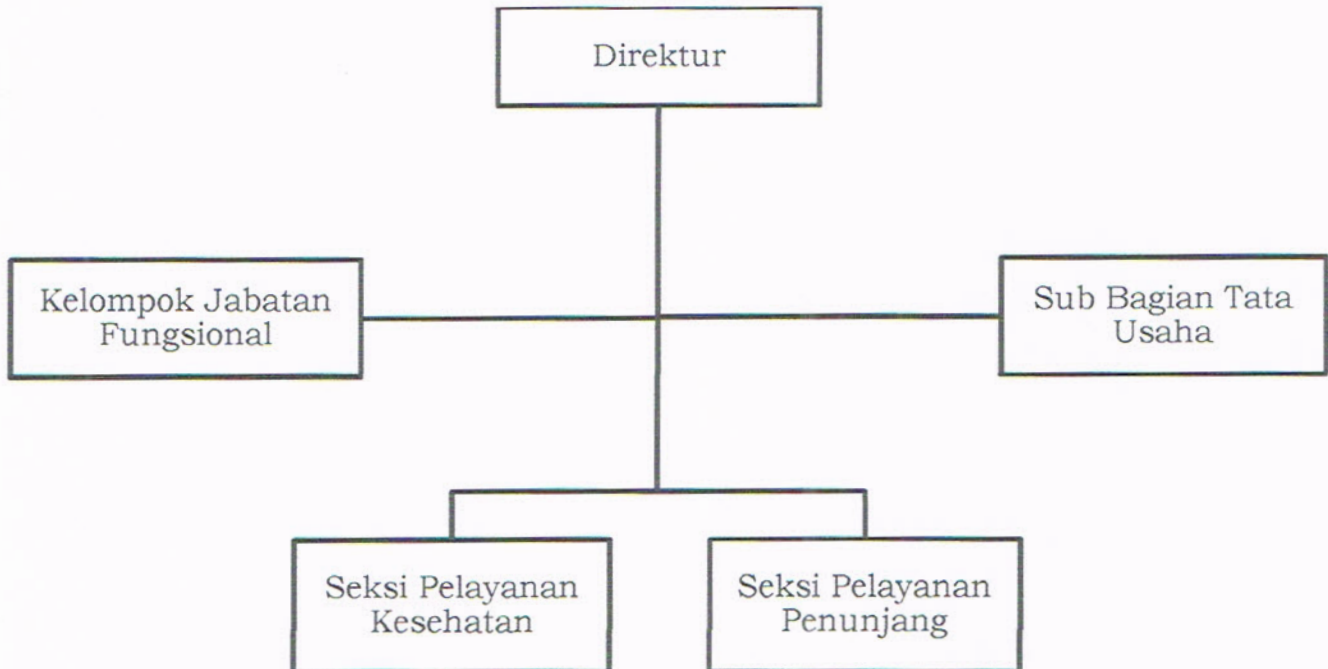 Direktur
Kelompok Jabatan
Fungsional
Sub Bagian Tata
Usaha
Seksi Pelayanan
Kesehatan
Seksi Pelayanan
Penunjang